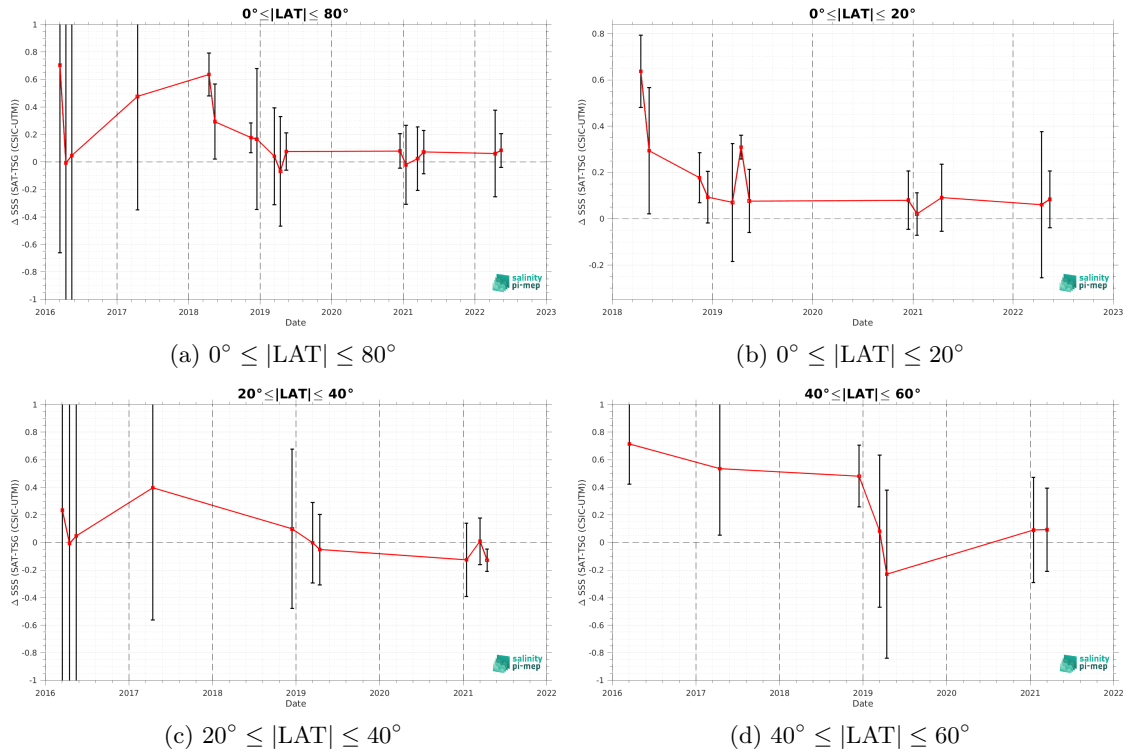 0°≤|LAT|≤ 80°
Δ SSS (SAT-TSG (CSIC-UTM))
1
0.8
0.6
0.4
0.2
0
-0.2
-0.4
-0.6
-0.8
-1
2016 2017 2018 2019 2020 2021 2022 2023
Date
salinity
pi-mep
(a) 0° ≤ |LAT| ≤ 80°
0°≤|LAT|≤ 20°
Δ SSS (SAT-TSG (CSIC-UTM))
0.8
0.6
0.4
0.2
0
-0.2
2018 2019 2020 2021 2022 2023
Date
salinity
pi-mep
(b) 0° ≤ |LAT| ≤ 20°
20°≤|LAT|≤ 40°
Δ SSS (SAT-TSG (CSIC-UTM))
1
0.8
0.6
0.4
0.2
0
-0.2
-0.4
-0.6
-0.8
-1
2016 2017 2018 2019 2020 2021 2022
Date
salinity
pi-mep
(c) 20° ≤ |LAT| ≤ 40°
40°≤|LAT|≤ 60°
Δ SSS (SAT-TSG (CSIC-UTM))
1
0.8
0.6
0.4
0.2
0
-0.2
-0.4
-0.6
-0.8
-1
2016 2017 2018 2019 2020 2021 2022
Date
salinity
pi-mep
(d) 40° ≤ |LAT| ≤ 60°